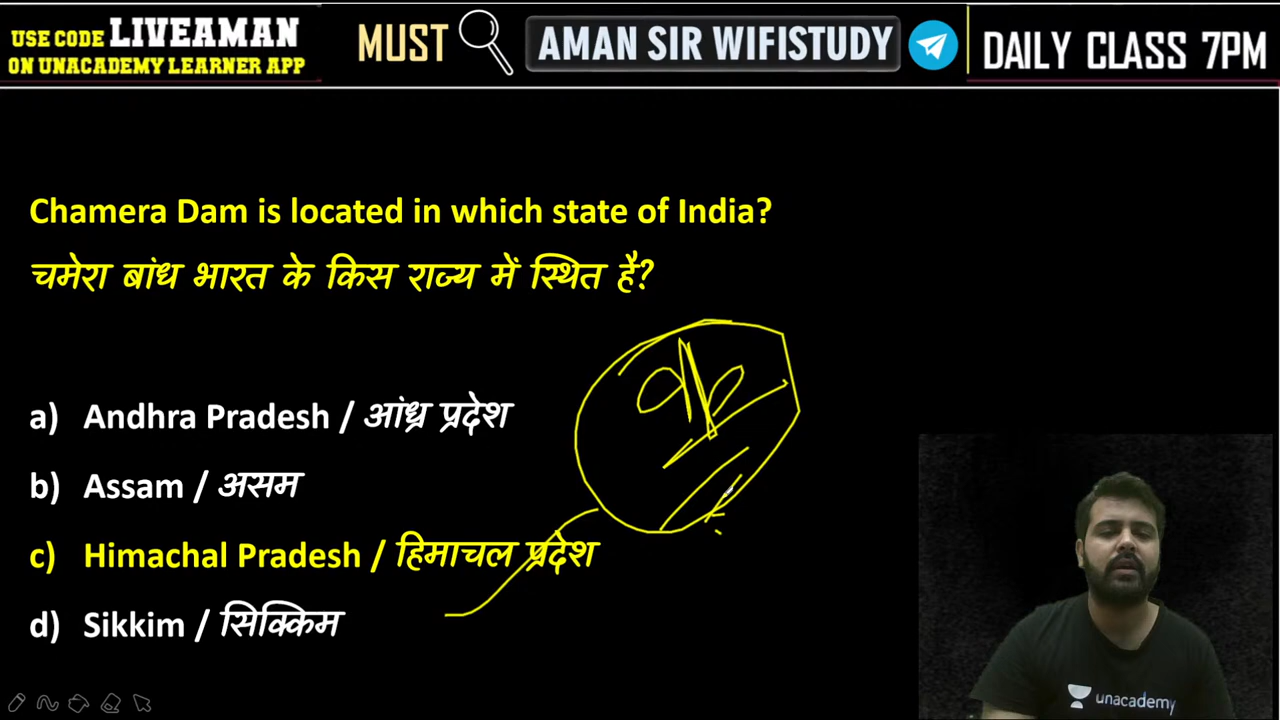 USE CODE LIVEAMAN
ON UNACADEMY LEARNER APP
MUST
AMAN SIR WIFISTUDY
DAILY CLASS 7PM
Chamera Dam is located in which state of India?
चमेरा बांध भारत के किस राज्य में स्थित है?
a) Andhra Pradesh / आंध्र प्रदेश
b) Assam / असम
c) Himachal Pradesh / हिमाचल प्रदेश
d) Sikkim / सिक्किम
unacademy